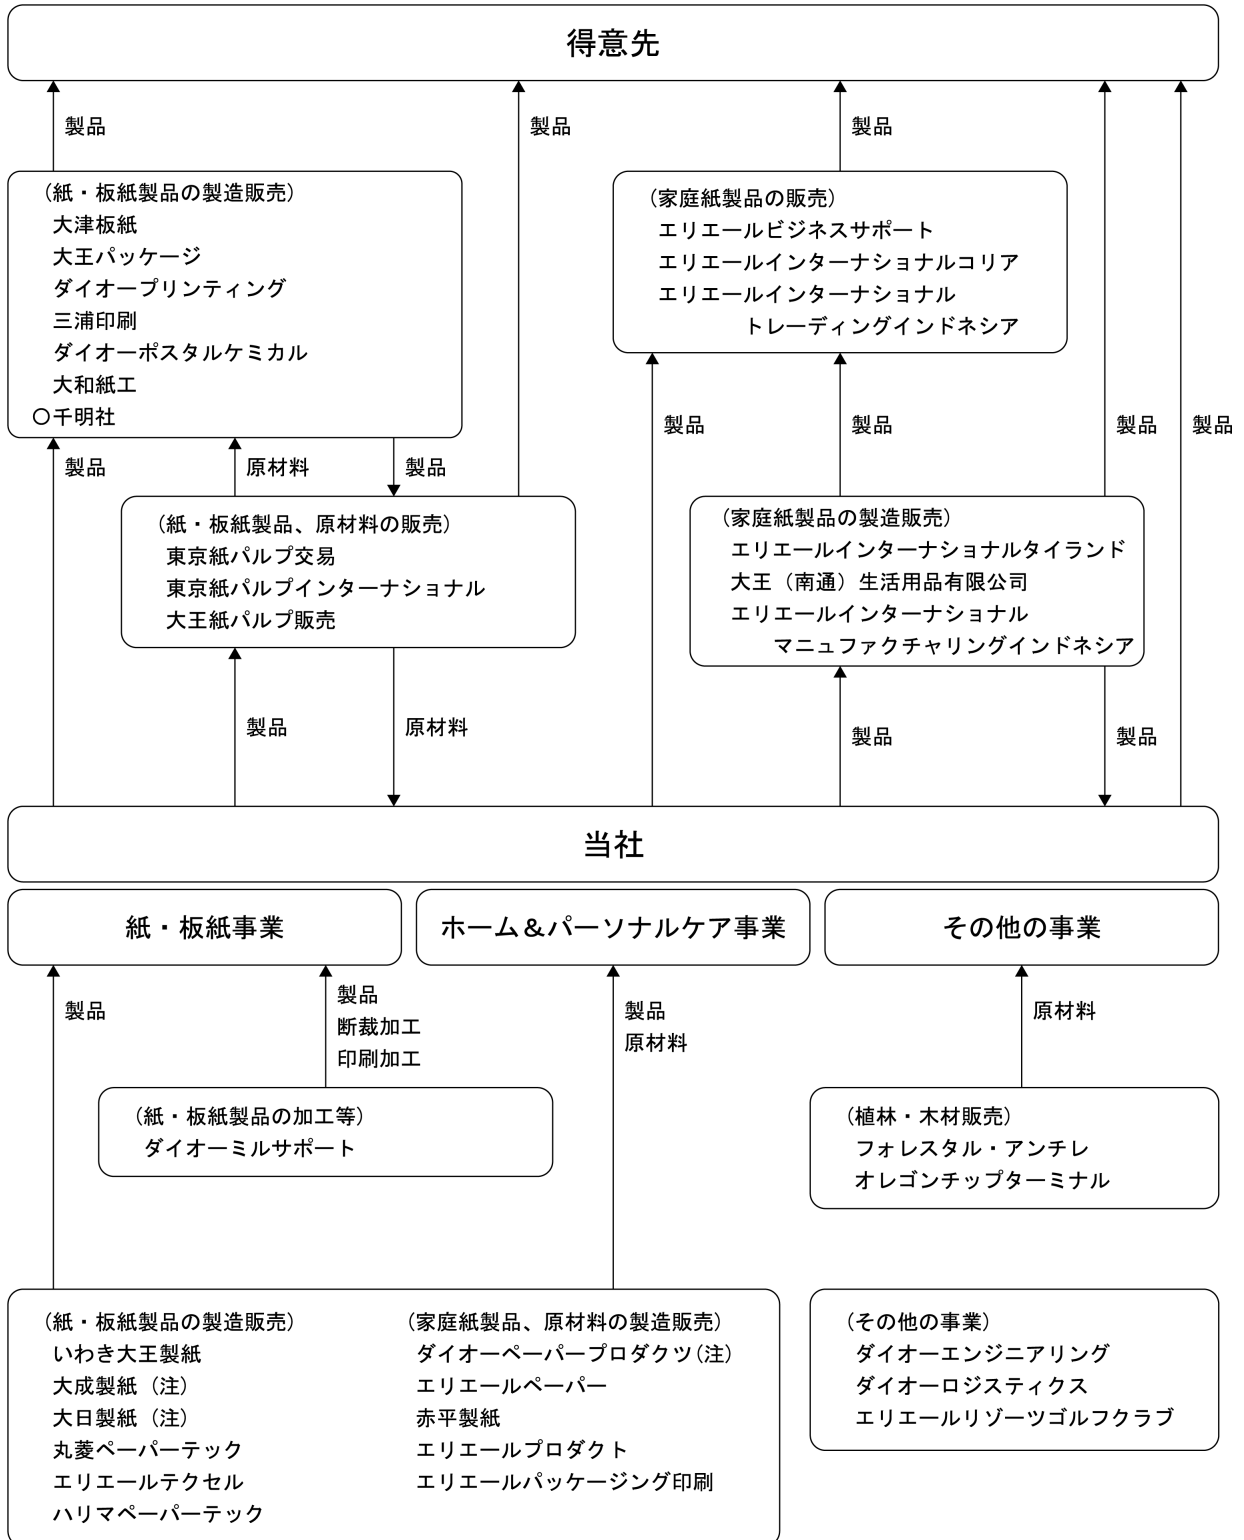 得意先
製品
製品
製品
(紙・板紙製品の製造販売)
大津板紙
大王パッケージ
ダイオープリンティング
三浦印刷
ダイオーポスタルケミカル
大和紙工
○千明社
(家庭紙製品の販売)
エリエールビジネスサポート
エリエールインターナショナルコリア
エリエールインターナショナル
トレーディングインドネシア
製品
製品
製品
製品
製品
原材料
製品
(紙・板紙製品、原材料の販売)
東京紙パルプ交易
東京紙パルプインターナショナル
大王紙パルプ販売
(家庭紙製品の製造販売)
エリエールインターナショナルタイランド
大王（南通）生活用品有限公司
エリエールインターナショナル
マニュファクチャリングインドネシア
製品
原材料
製品
製品
当社
紙・板紙事業
ホーム＆パーソナルケア事業
その他の事業
製品
製品
断裁加工
印刷加工
製品
原材料
原材料
(紙・板紙製品の加工等)
ダイオーミルサポート
(植林・木材販売)
フォレスタル・アンチレ
オレゴンチップターミナル
(紙・板紙製品の製造販売)
いわき大王製紙
大成製紙（注）
大日製紙（注）
丸菱ペーパーテック
エリエールテクセル
ハリマペーパーテック
(家庭紙製品、原材料の製造販売)
ダイオーペーパープロダクツ(注)
エリエールペーパー
赤平製紙
エリエールプロダクト
エリエールパッケージング印刷
(その他の事業)
ダイオーエンジニアリング
ダイオーロジスティクス
エリエールリゾーツゴルフクラブ